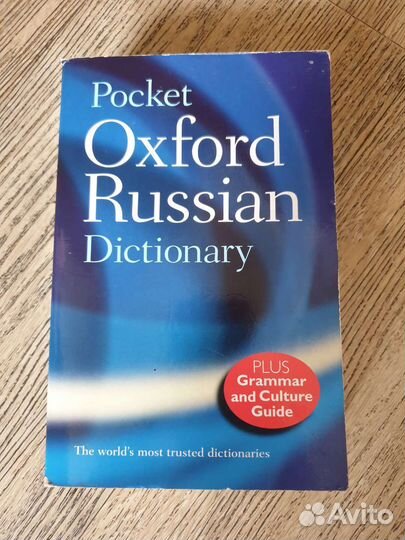 Pocket
Oxford
Russian
Dictionary
PLUS
Grammar
and Culture
Guide
The world's most trusted dictionaries
Avito